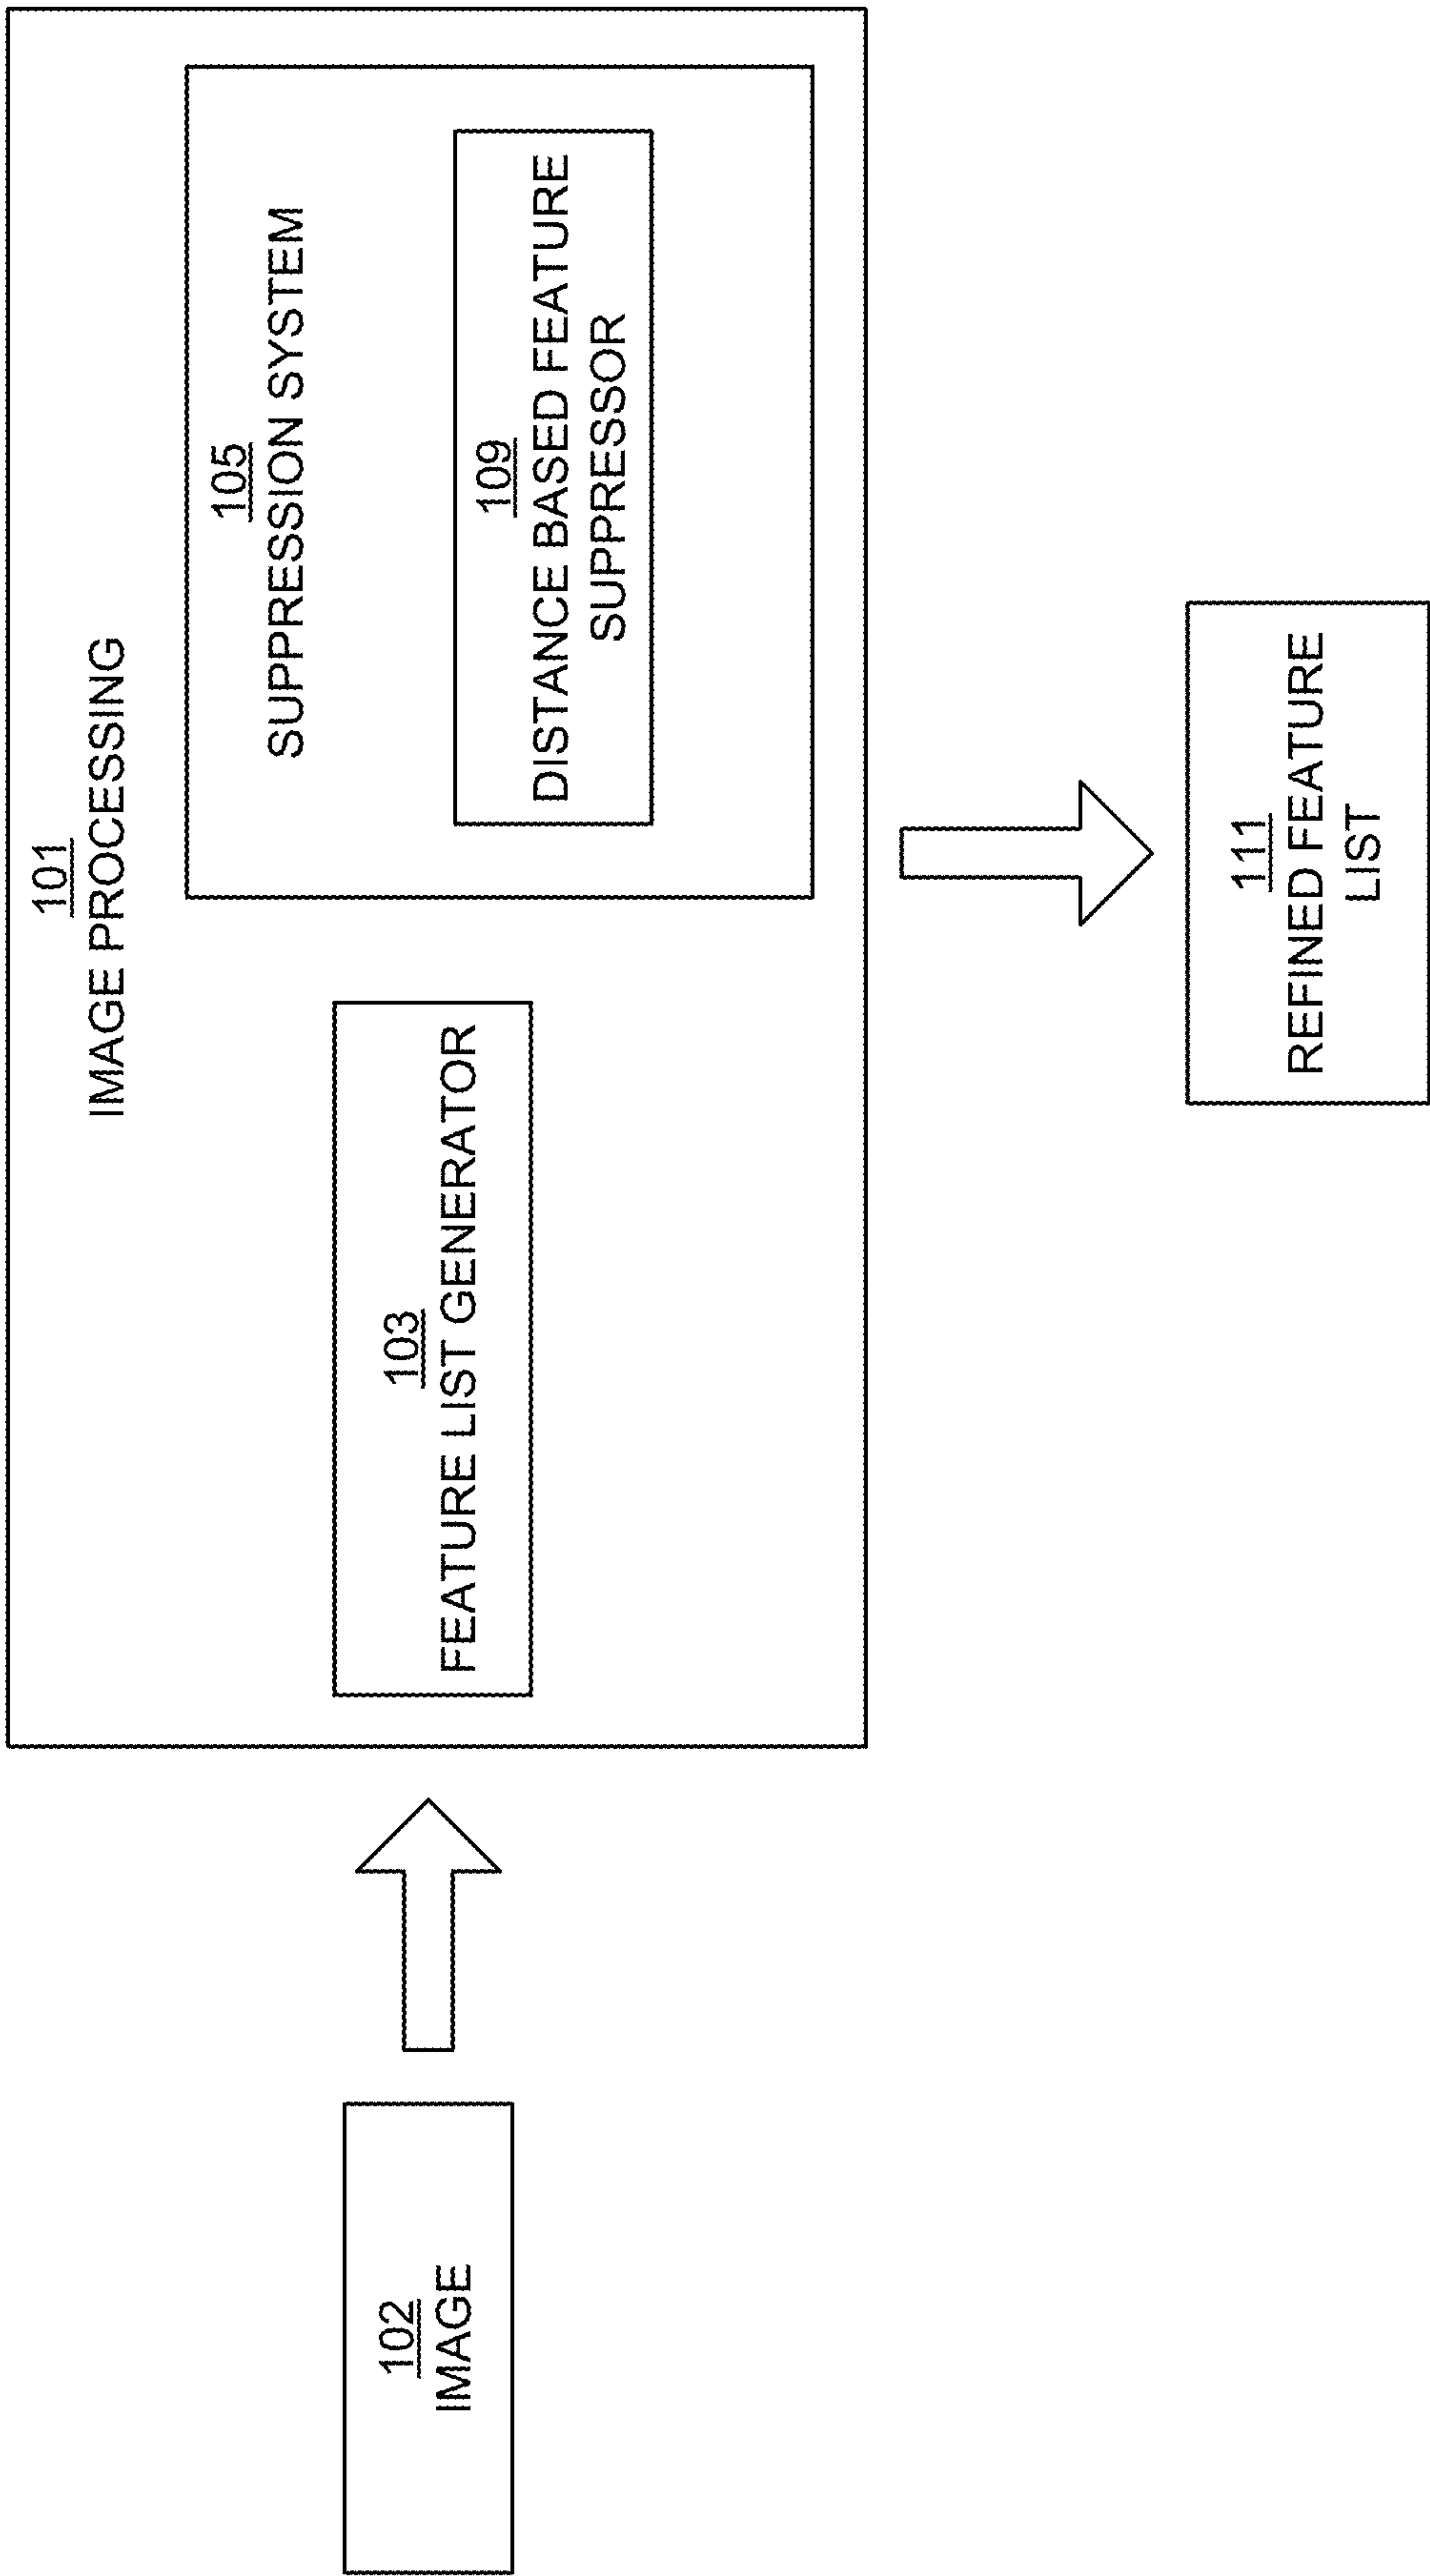 101
IMAGE PROCESSING
102
IMAGE
103
FEATURE LIST GENERATOR
105
SUPPRESSION SYSTEM
109
DISTANCE BASED FEATURE
SUPPRESSOR
111
REFINED FEATURE
LIST